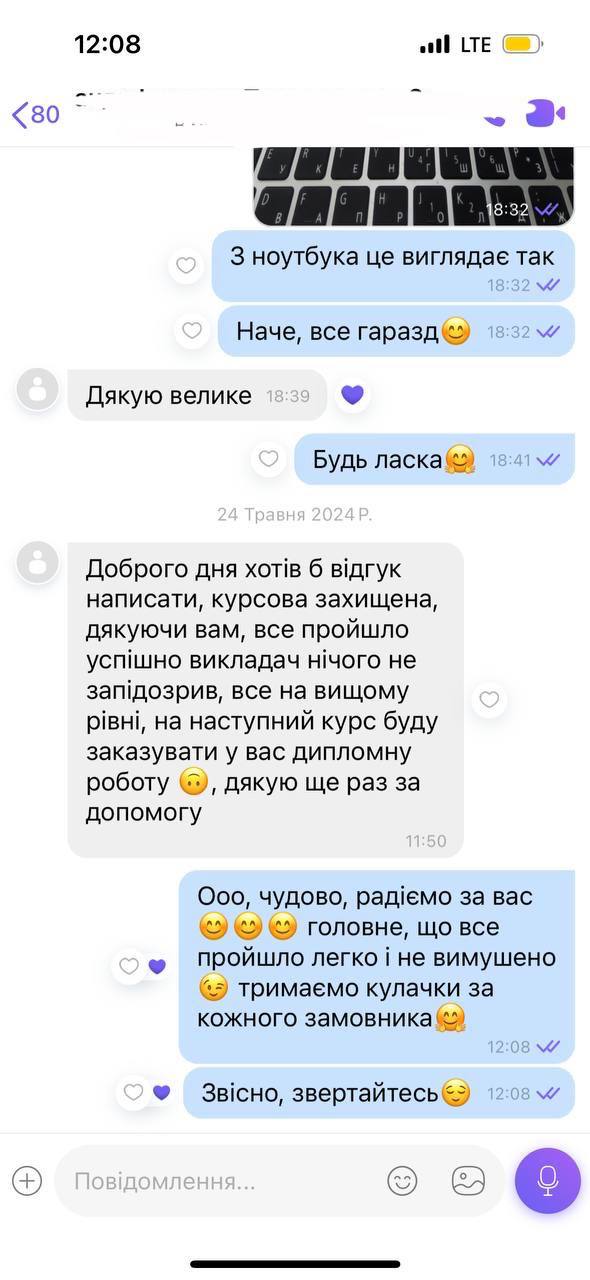 12:08
LTE
80
18:32
З ноутбука це виглядає так
18:32
Наче, все гаразд😊 18:32
Дякую велике 18:39
Будь ласка🤗 18:41
24 Травня 2024 Р.
Доброго дня хотів б відгук
написати, курсова захищена,
дякуючи вам, все пройшло
успішно викладач нічого не
запідозрив, все на вищому
рівні, на наступний курс буду
заказувати у вас дипломну
роботу 🙃, дякую ще раз за
допомогу
11:50
Ооо, чудово, радіємо за вас
😊😊😊 головне, що все
пройшло легко і не вимушено
😉 тримаємо кулачки за
кожного замовника🤗
12:08
Звісно, звертайтесь😌 12:08
Повідомлення...